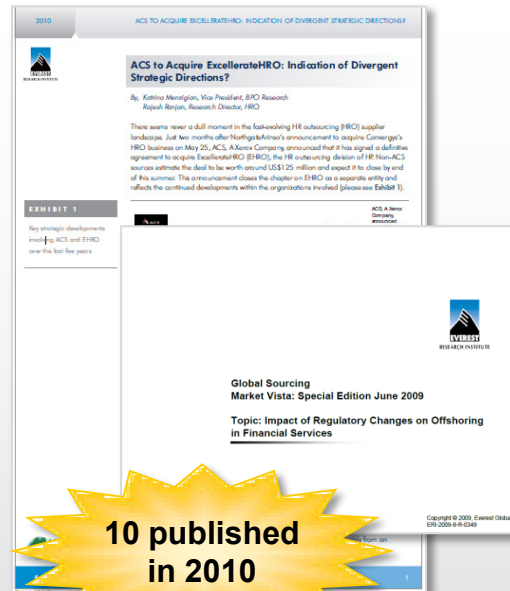 2010
ACS TO ACQUIRE EXCELLERATEHRO: INDICATION OF DIVERGENT STRATEGIC DIRECTIONS?
EVEREST
RESEARCH INSTITUTE
ACS to Acquire ExcellerateHRO: Indication of Divergent
Strategic Directions?
By, Katrina Menzigian, Vice President, BPO Research
Rajesh Ranjan, Research Director, HRO
There seems never a dull moment in the fast-evolving HR outsourcing (HRO) supplier
landscape. Just two months after NorthgateArinso's announcement to acquire Convergys's
HRO business on May 25, ACS, A Xerox Company, announced that it has signed a definitive
agreement to acquire ExcellerateHRO (EHRO), the HR outsourcing division of HP. Non-ACS
sources estimate the deal to be worth around US$125 million and expect it to close by end
of this summer. This announcement closes the chapter on EHRO as a separate entity and
reflects the continued developments within the organizations involved (please see Exhibit 1).
EXHIBIT 1
Key strategic developments
involving ACS and EHRO
over the last five years
ACS
ACS, A Xerox
Company,
announced
EVEREST
RESEARCH INSTITUTE
Global Sourcing
Market Vista: Special Edition June 2009
Topic: Impact of Regulatory Changes on Offshoring
in Financial Services
Copyright © 2009, Everest Global
ERI-2009-8-R-0349
from an
10 published
in 2010
1